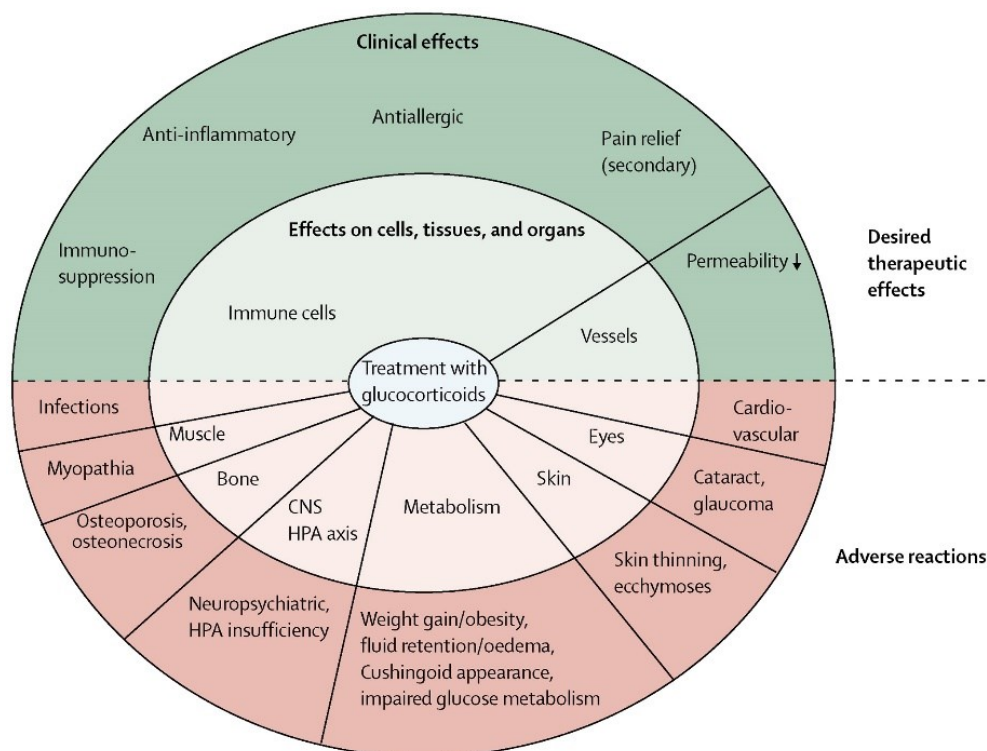 Clinical effects
Antiallergic
Anti-inflammatory
Pain relief
(secondary)
Effects on cells, tissues, and organs
Immuno-
suppression
Permeability ↓
Desired
therapeutic
effects
Immune cells
Vessels
Treatment with
glucocorticoids
Infections
Cardio-
vascular
Muscle
Eyes
Myopathia
Bone
Skin
Cataract,
glaucoma
CNS
HPA axis
Metabolism
Osteoporosis,
osteonecrosis
Skin thinning,
ecchymoses
Adverse reactions
Neuropsychiatric,
HPA insufficiency
Weight gain/obesity,
fluid retention/oedema,
Cushingoid appearance,
impaired glucose metabolism